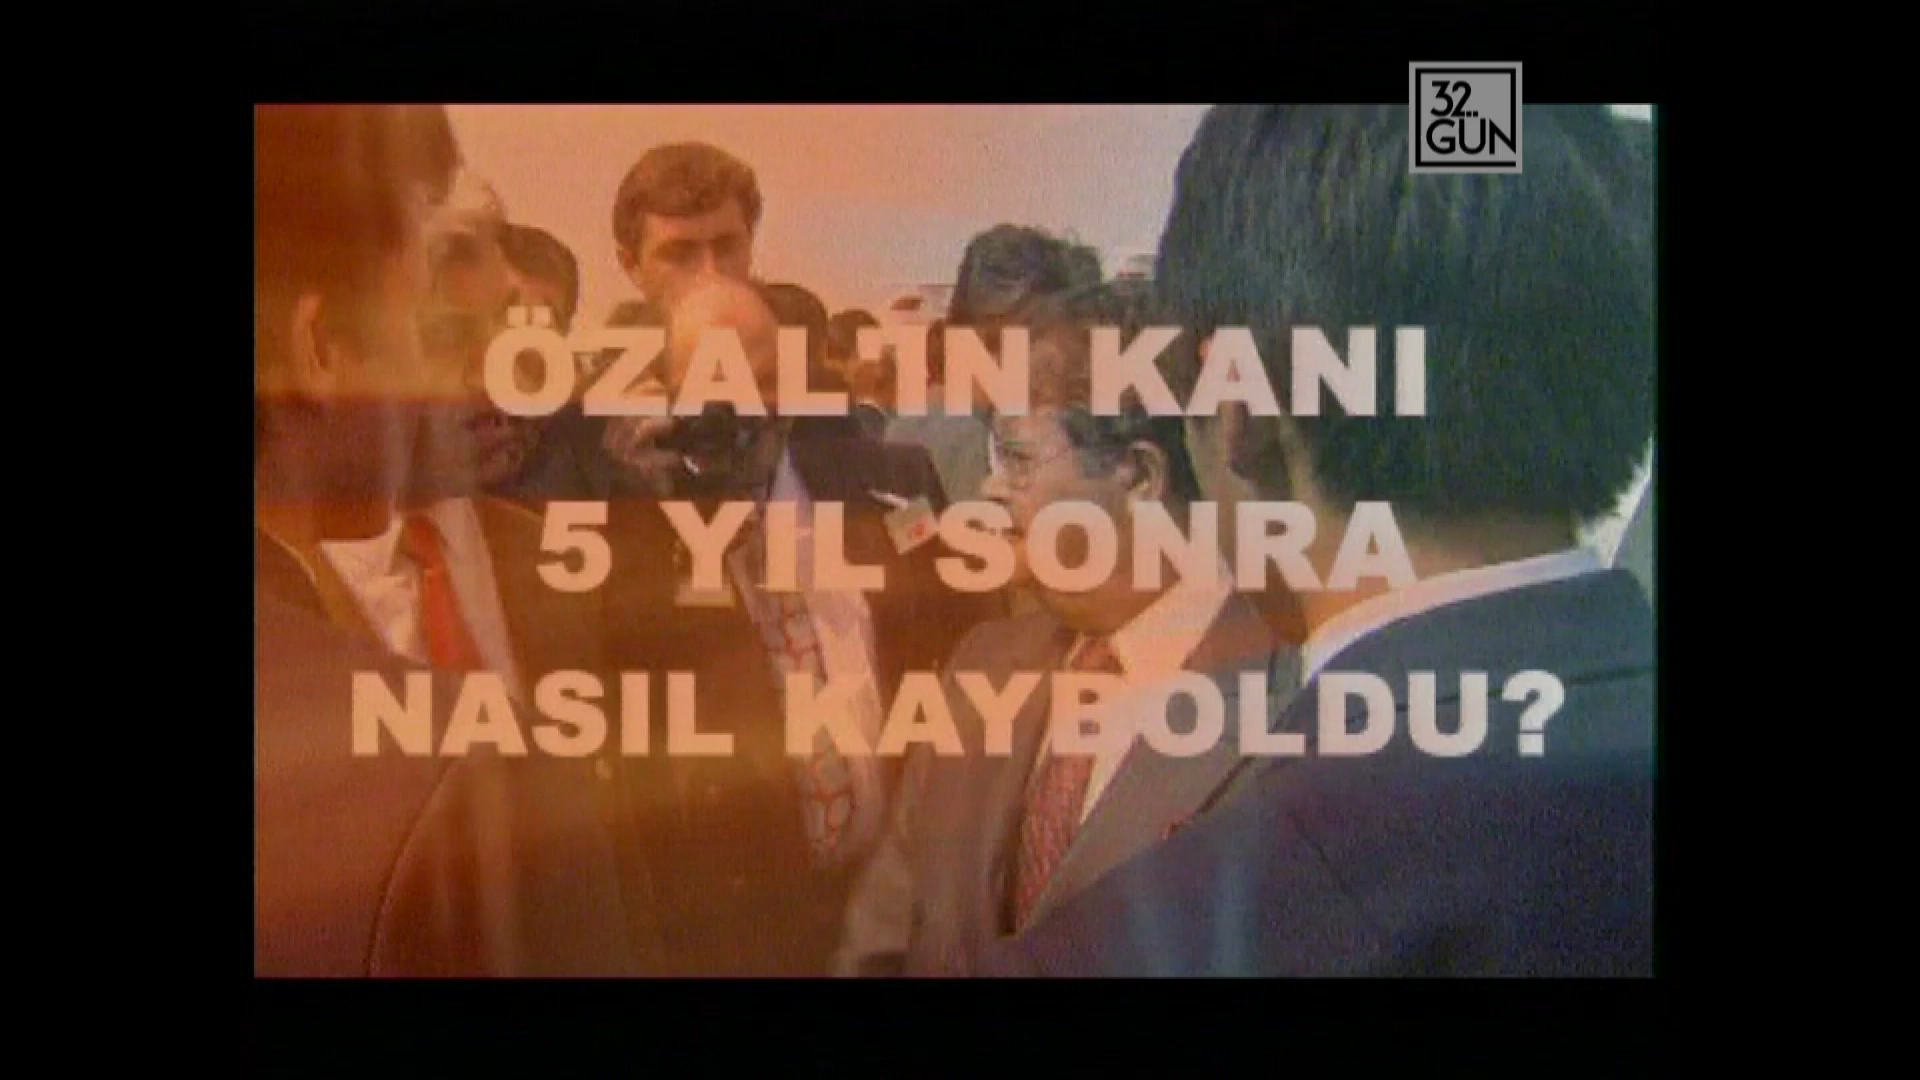 32.
GÜN
ÖZAL'IN KANI
5 YIL SONRA
NASIL KAYBOLDU?